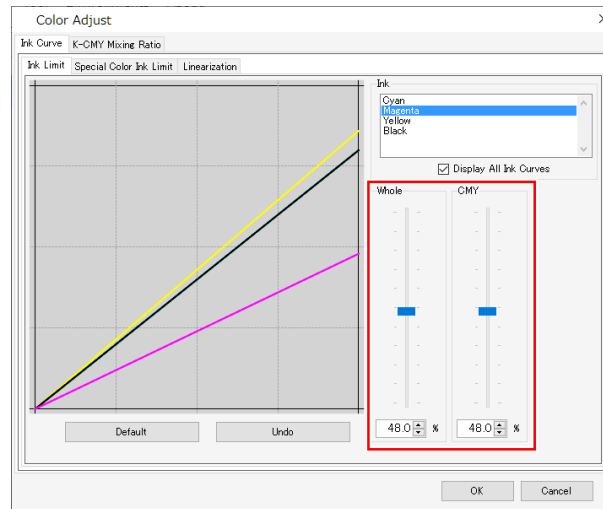 Color Adjust
Ink Curve K-CMY Mixing Ratio
Ink Limit Special Color Ink Limit Linearization
Ink
Cyan
Magenta
Yellow
Black
Display All Ink Curves
Whole CMY
48.0 % 48.0 %
Default Undo
OK Cancel